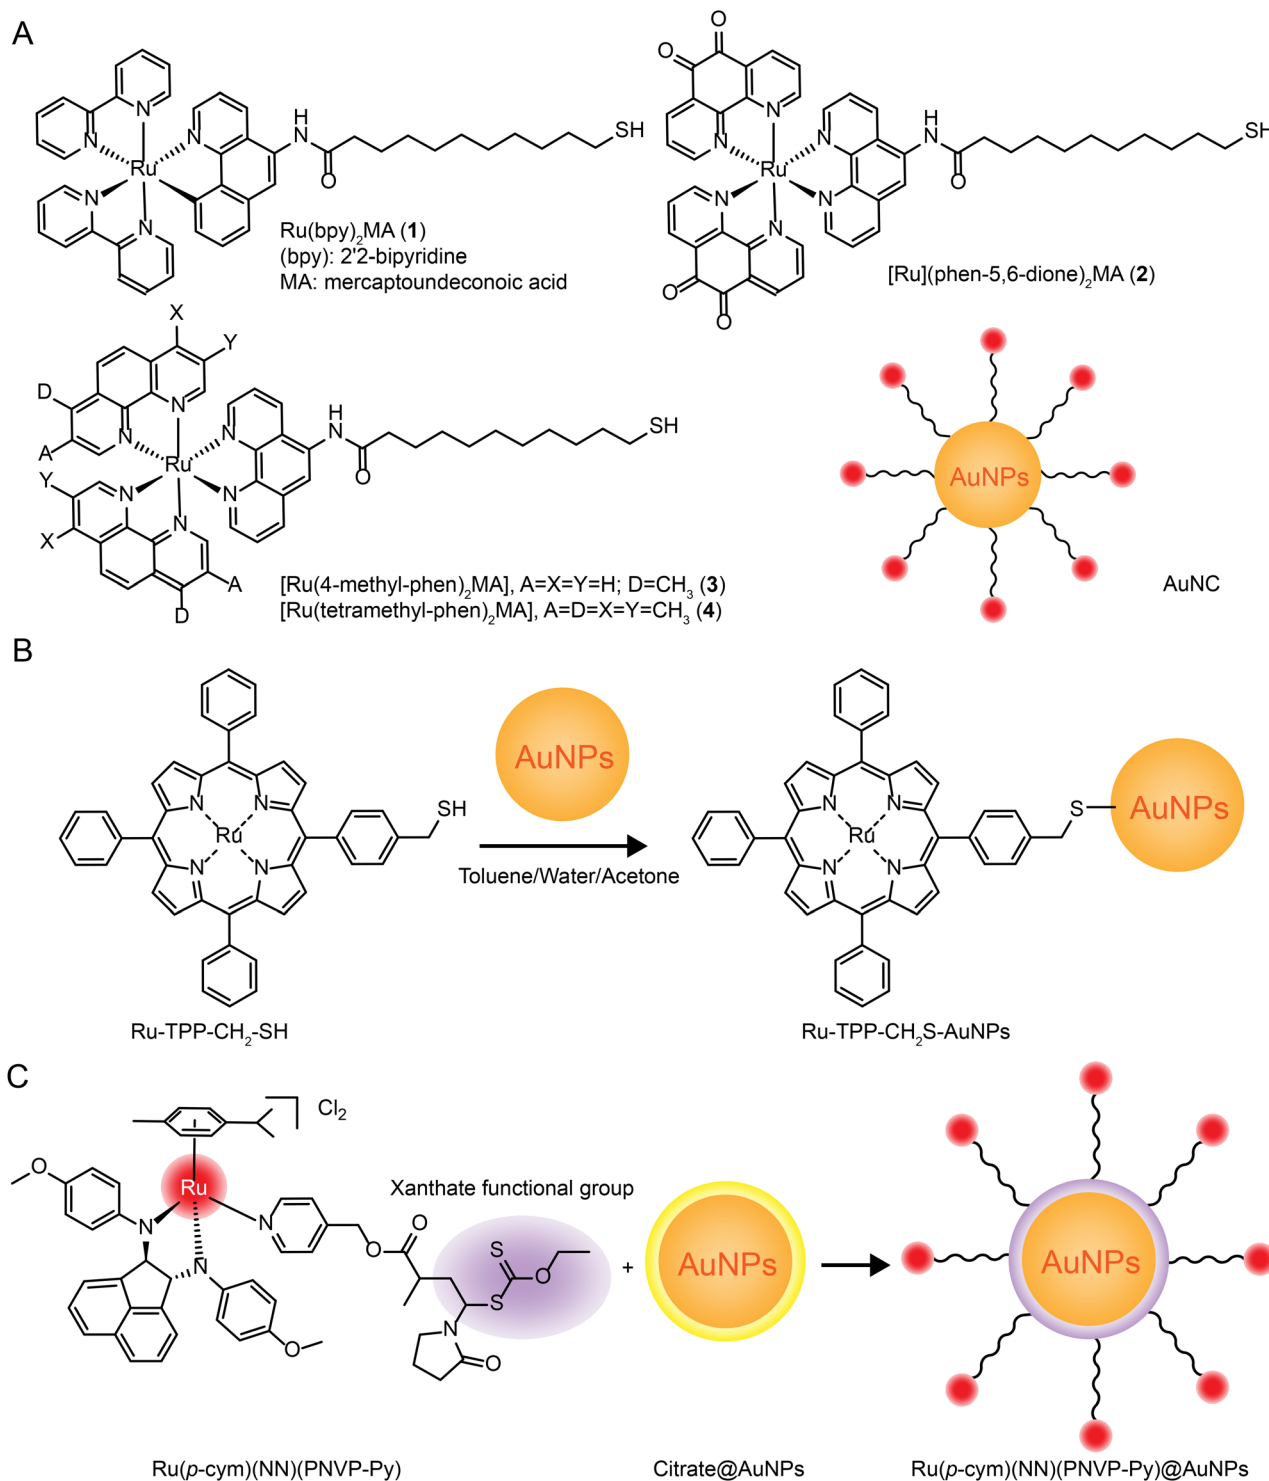 A
Ru
N
N
N
N
N
H
N
O
SH
Ru(bpy)₂MA (1)
(bpy): 2'2-bipyridine
MA: mercaptoundeconoic acid
O
O
N
N
Ru
N
N
N
N
H
N
O
SH
O
O
[Ru](phen-5,6-dione)₂MA (2)
X
Y
D
A
N
N
Ru
Y
X
N
N
A
D
N
N
H
N
O
SH
[Ru(4-methyl-phen)₂MA], A=X=Y=H; D=CH₃ (3)
[Ru(tetramethyl-phen)₂MA], A=D=X=Y=CH₃ (4)
AuNPs
AuNC
B
N
N
Ru
N
N
SH
Ru-TPP-CH₂-SH
AuNPs
Toluene/Water/Acetone
N
N
Ru
N
N
S
AuNPs
Ru-TPP-CH₂S-AuNPs
C
Cl₂
O
Ru
N
N
N
O
O
O
Xanthate functional group
S
S
O
N
O
Ru(p-cym)(NN)(PNVP-Py)
+
AuNPs
Citrate@AuNPs
AuNPs
Ru(p-cym)(NN)(PNVP-Py)@AuNPs